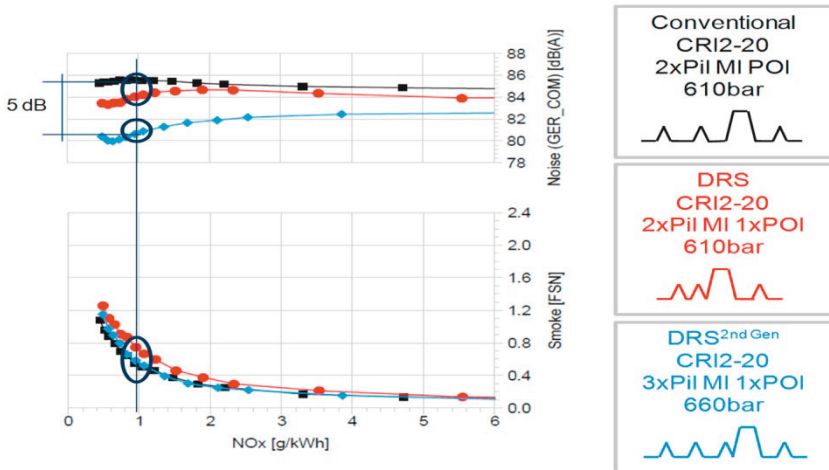 5 dB
88
86
84
82
80
78
Noise (GER_COM) [dB(A)]
2.4
2.0
1.6
1.2
0.8
0.4
0.0
Smoke [FSN]
0 1 2 3 4 5 6
NOx [g/kWh]
Conventional
CRI2-20
2xPil MI POI
610bar
DRS
CRI2-20
2xPil MI 1xPOI
610bar
DRS2nd Gen
CRI2-20
3xPil MI 1xPOI
660bar